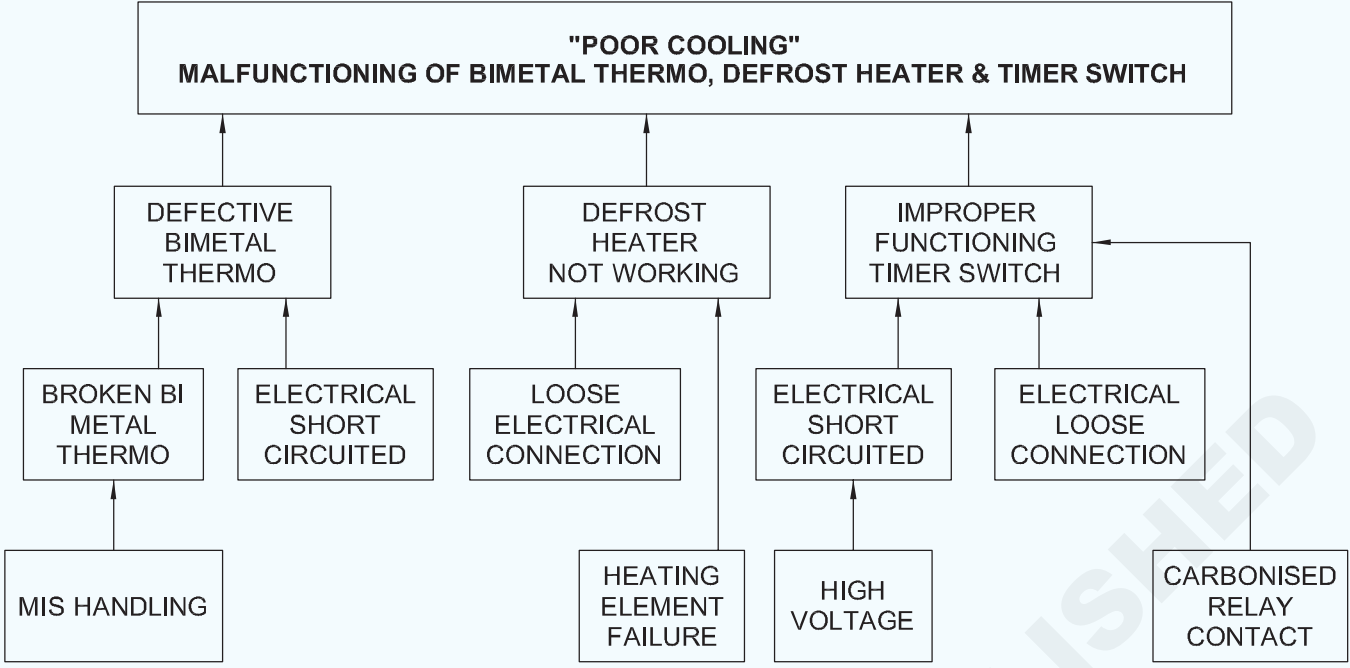 "POOR COOLING"
MALFUNCTIONING OF BIMETAL THERMO, DEFROST HEATER & TIMER SWITCH
DEFECTIVE
BIMETAL
THERMO
DEFROST
HEATER
NOT WORKING
IMPROPER
FUNCTIONING
TIMER SWITCH
BROKEN BI
METAL
THERMO
ELECTRICAL
SHORT
CIRCUITED
LOOSE
ELECTRICAL
CONNECTION
ELECTRICAL
SHORT
CIRCUITED
ELECTRICAL
LOOSE
CONNECTION
MIS HANDLING
HEATING
ELEMENT
FAILURE
HIGH
VOLTAGE
CARBONISED
RELAY
CONTACT
ISHED